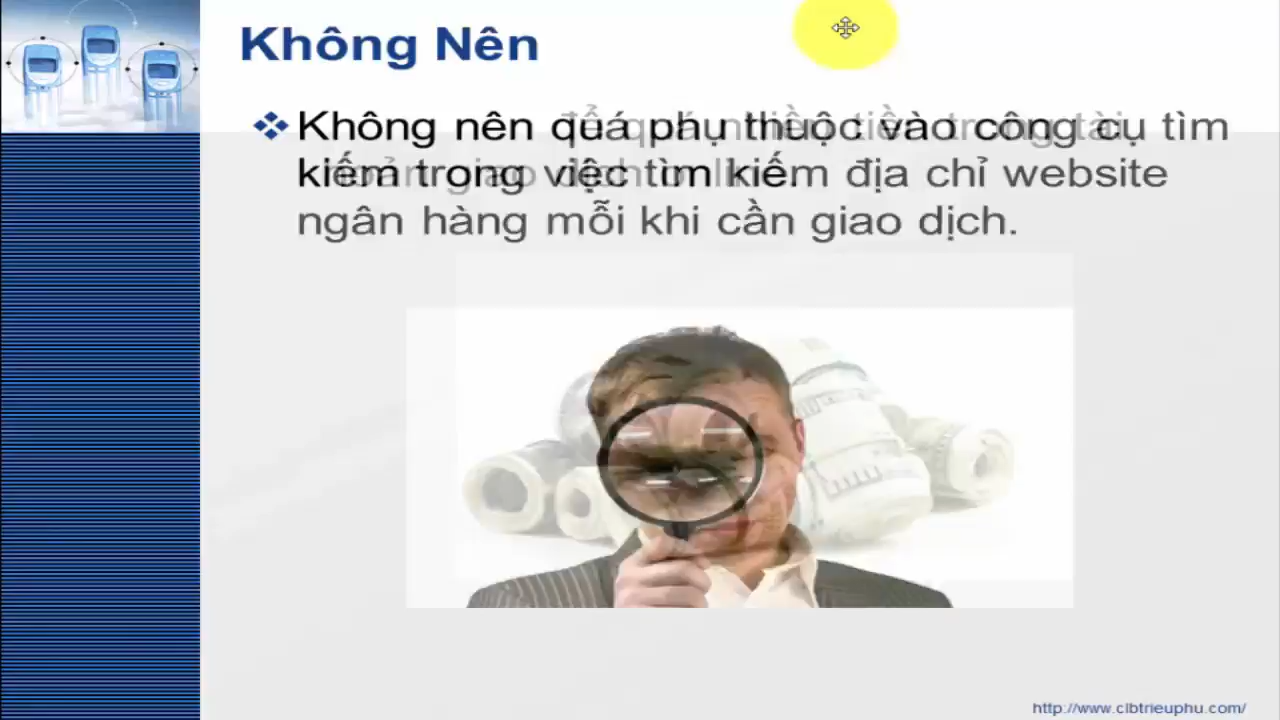 Không Nên
Không nên quá phụ thuộc vào công cụ tìm
kiếm trong việc tìm kiếm địa chỉ website
ngân hàng mỗi khi cần giao dịch.
http://www.clbtrieuphu.com/